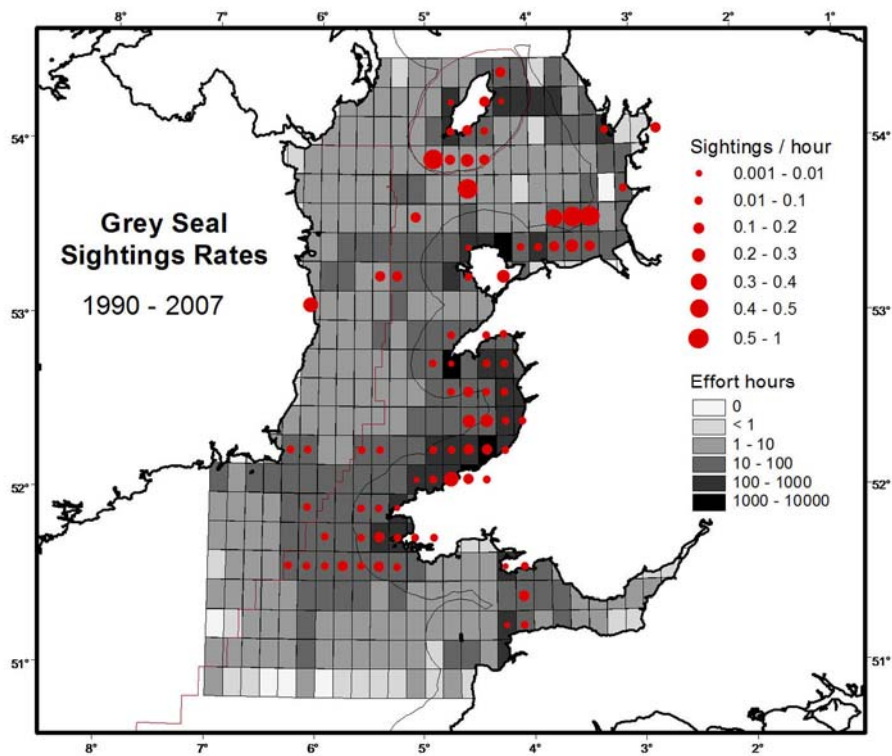 8° 7° 6° 5° 4° 3° 2° 1°
54° 54°
Grey Seal
Sightings Rates
1990 - 2007
Sightings / hour
0.001 - 0.01
0.01 - 0.1
0.1 - 0.2
0.2 - 0.3
0.3 - 0.4
0.4 - 0.5
0.5 - 1
53° 53°
Effort hours
0
< 1
1 - 10
10 - 100
100 - 1000
1000 - 10000
52° 52°
51° 51°
8° 7° 6° 5° 4° 3° 2°